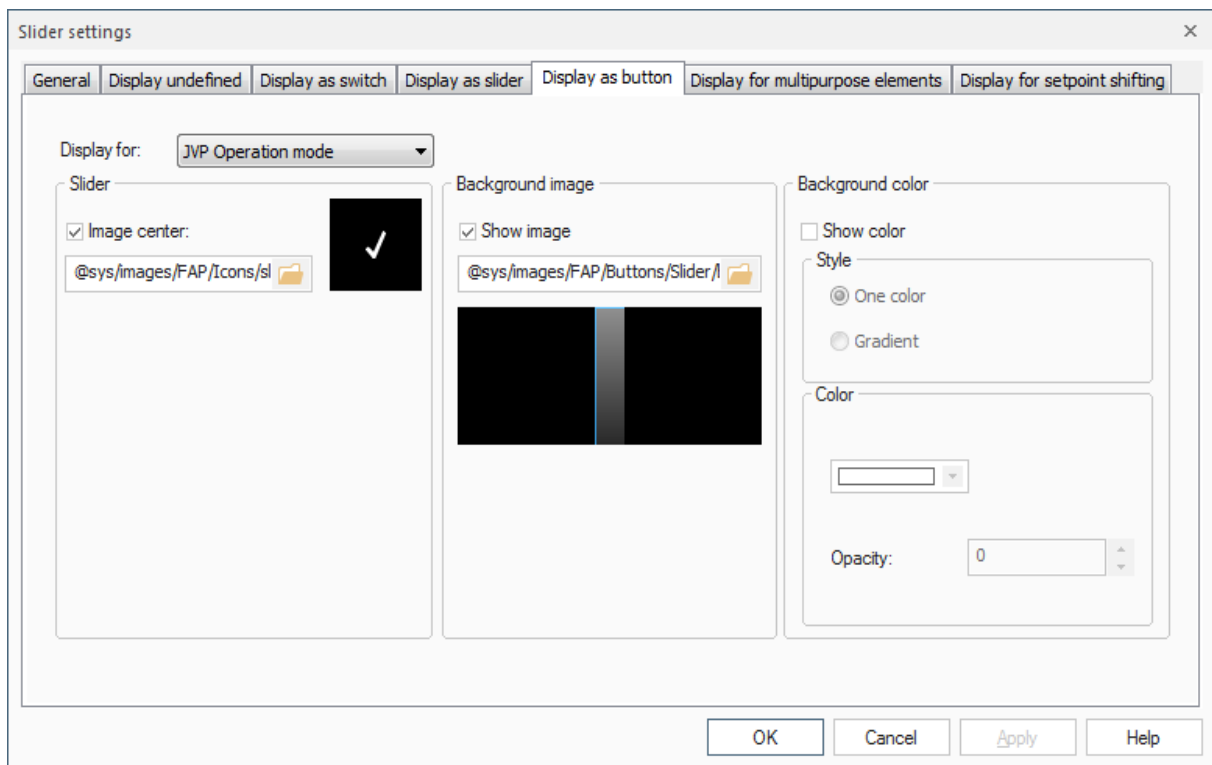 Slider settings
General Display undefined Display as switch Display as slider Display as button Display for multipurpose elements Display for setpoint shifting
Display for: JVP Operation mode
Slider
Image center:
@sys/images/FAP/Icons/sl
Background image
Show image
@sys/images/FAP/Buttons/Slider/
Background color
Show color
Style
One color
Gradient
Color
Opacity: 0
OK Cancel Apply Help